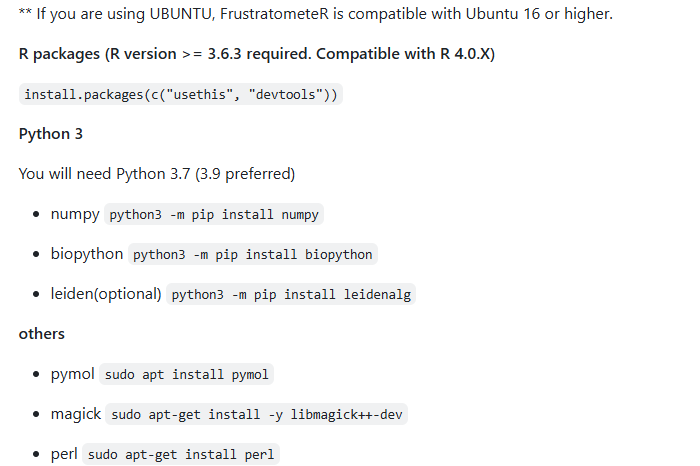 ** If you are using UBUNTU, FrustratometeR is compatible with Ubuntu 16 or higher.
R packages (R version >= 3.6.3 required. Compatible with R 4.0.X)
install.packages(c("usethis", "devtools"))
Python 3
You will need Python 3.7 (3.9 preferred)
• numpy python3 -m pip install numpy
• biopython python3 -m pip install biopython
• leiden(optional) python3 -m pip install leidenalg
others
• pymol sudo apt install pymol
• magick sudo apt-get install -y libmagick++-dev
• perl sudo apt-get install perl